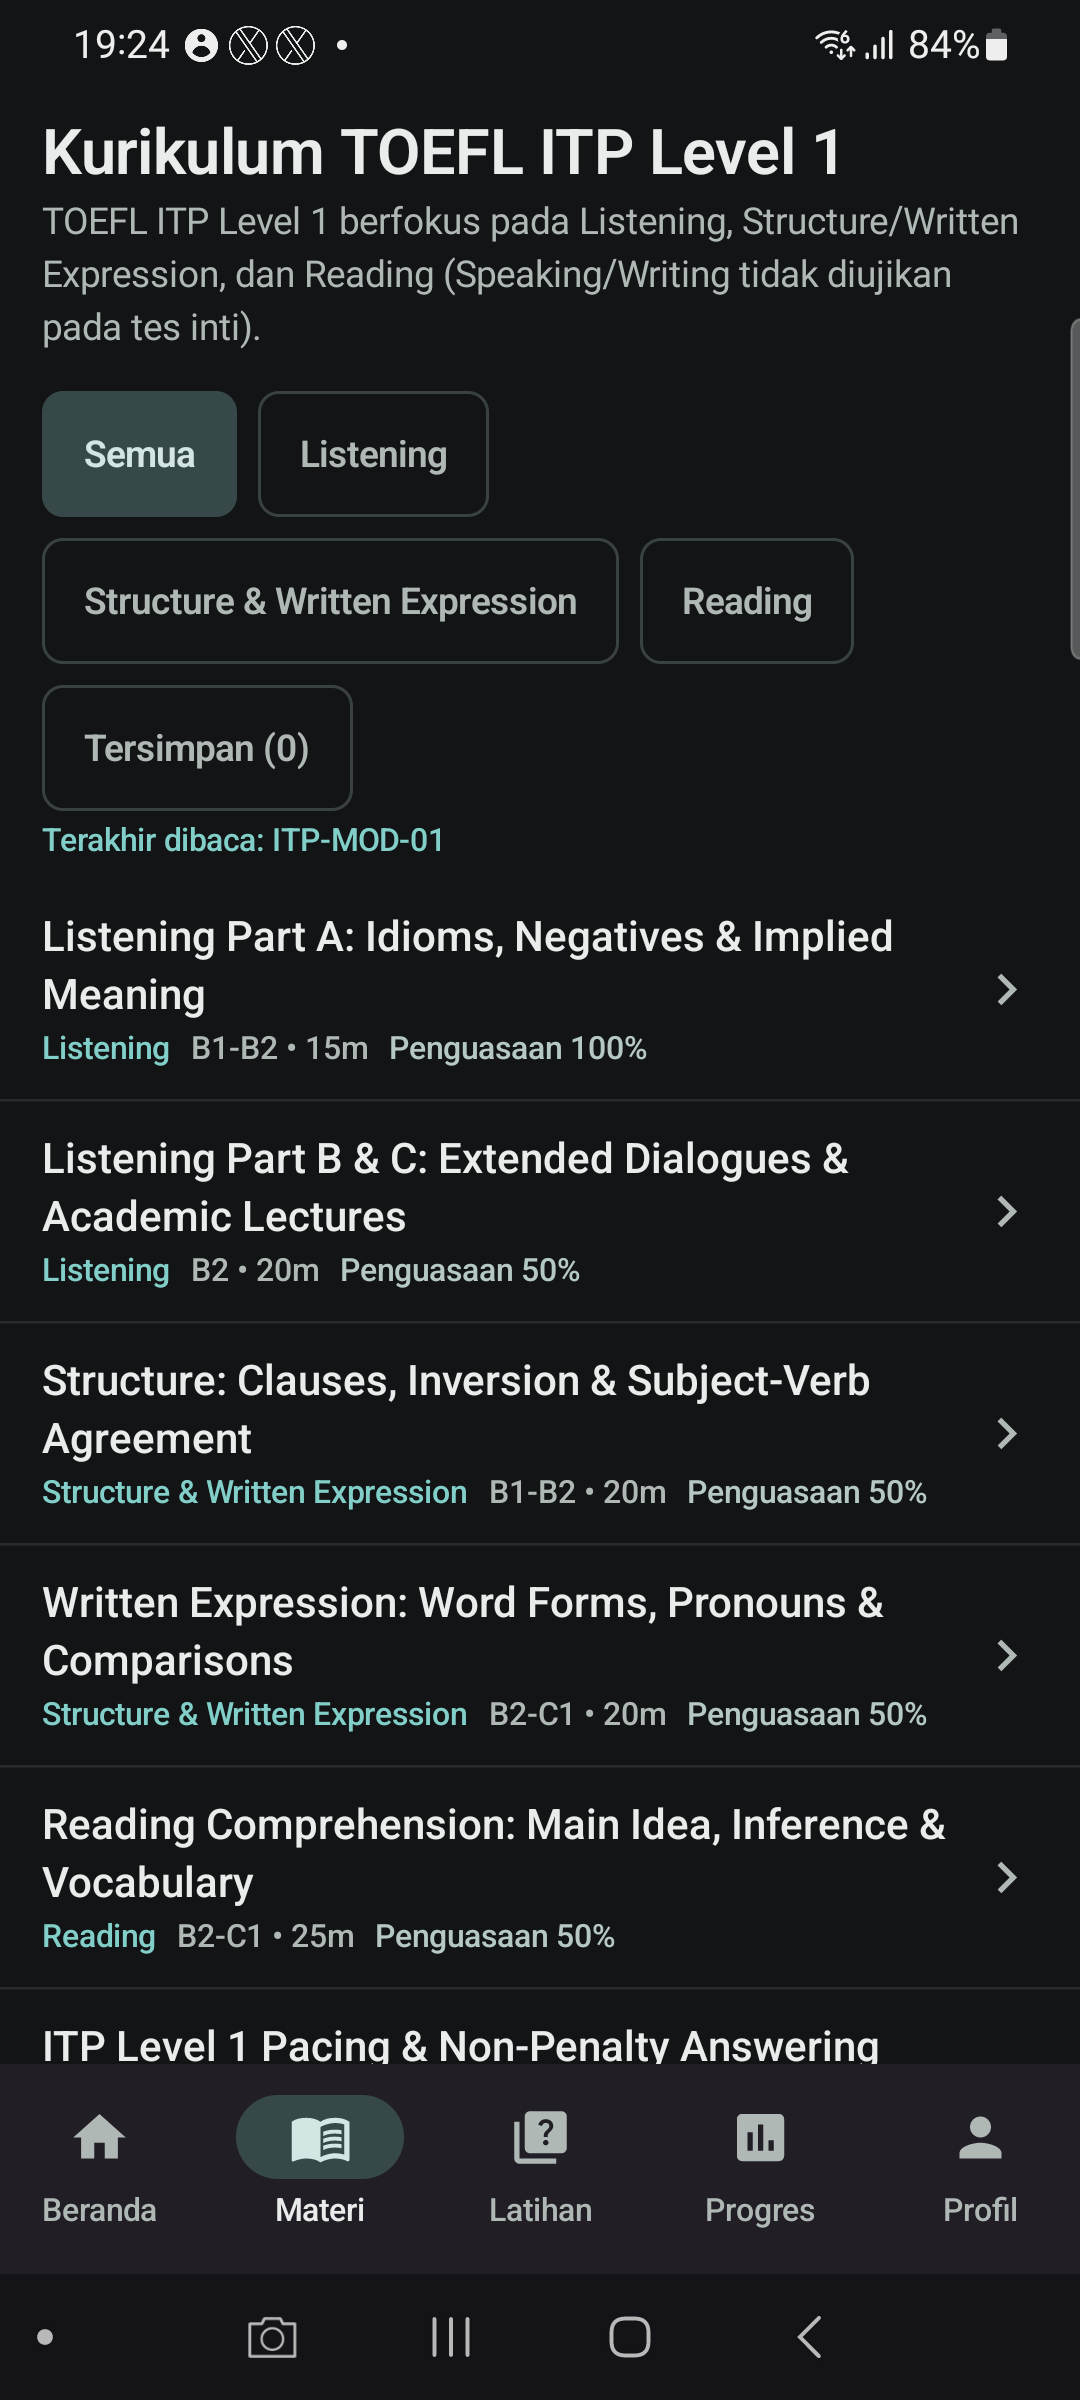 19:24
84%
Kurikulum TOEFL ITP Level 1
TOEFL ITP Level 1 berfokus pada Listening, Structure/Written
Expression, dan Reading (Speaking/Writing tidak diujikan
pada tes inti).
Semua
Listening
Structure & Written Expression
Reading
Tersimpan (0)
Terakhir dibaca: ITP-MOD-01
Listening Part A: Idioms, Negatives & Implied
Meaning
Listening B1-B2 • 15m Penguasaan 100%
Listening Part B & C: Extended Dialogues &
Academic Lectures
Listening B2 • 20m Penguasaan 50%
Structure: Clauses, Inversion & Subject-Verb
Agreement
Structure & Written Expression B1-B2 • 20m Penguasaan 50%
Written Expression: Word Forms, Pronouns &
Comparisons
Structure & Written Expression B2-C1 • 20m Penguasaan 50%
Reading Comprehension: Main Idea, Inference &
Vocabulary
Reading B2-C1 • 25m Penguasaan 50%
ITP Level 1 Pacing & Non-Penalty Answering
Beranda
Materi
Latihan
Progres
Profil